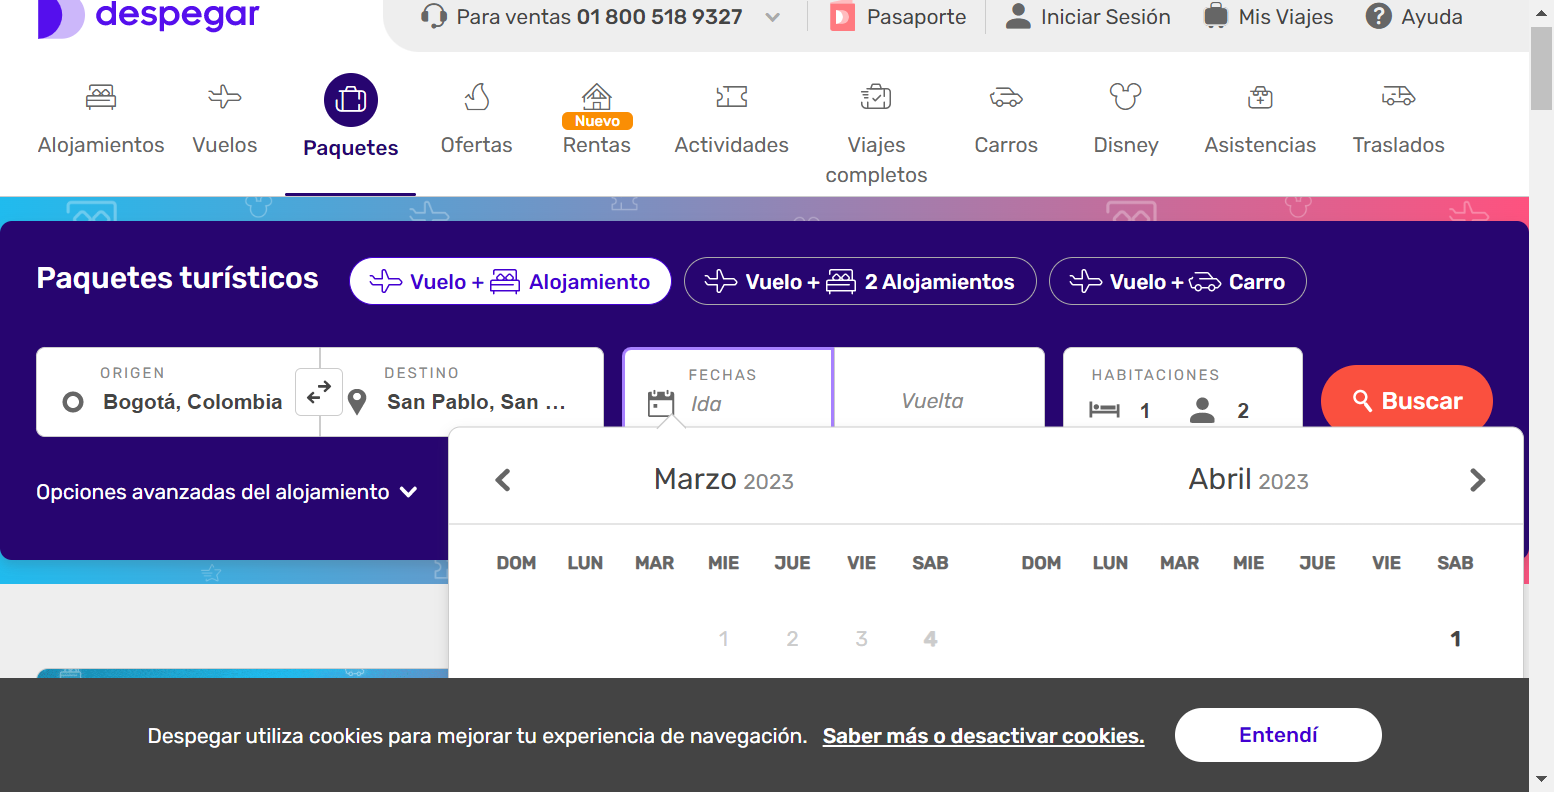 despegar
Para ventas 01 800 518 9327
Pasaporte
Iniciar Sesión
Mis Viajes
Ayuda
Alojamientos
Vuelos
Paquetes
Ofertas
Nuevo
Rentas
Actividades
Viajes
completos
Carros
Disney
Asistencias
Traslados
Paquetes turísticos
Vuelo + Alojamiento
Vuelo + 2 Alojamientos
Vuelo + Carro
ORIGEN
Bogotá, Colombia
DESTINO
San Pablo, San ...
FECHAS
Ida
Vuelta
HABITACIONES
1 2
Buscar
Opciones avanzadas del alojamiento
Marzo 2023
Abril 2023
DOM LUN MAR MIE JUE VIE SAB
DOM LUN MAR MIE JUE VIE SAB
1 2 3 4
1
Despegar utiliza cookies para mejorar tu experiencia de navegación. Saber más o desactivar cookies.
Entendí